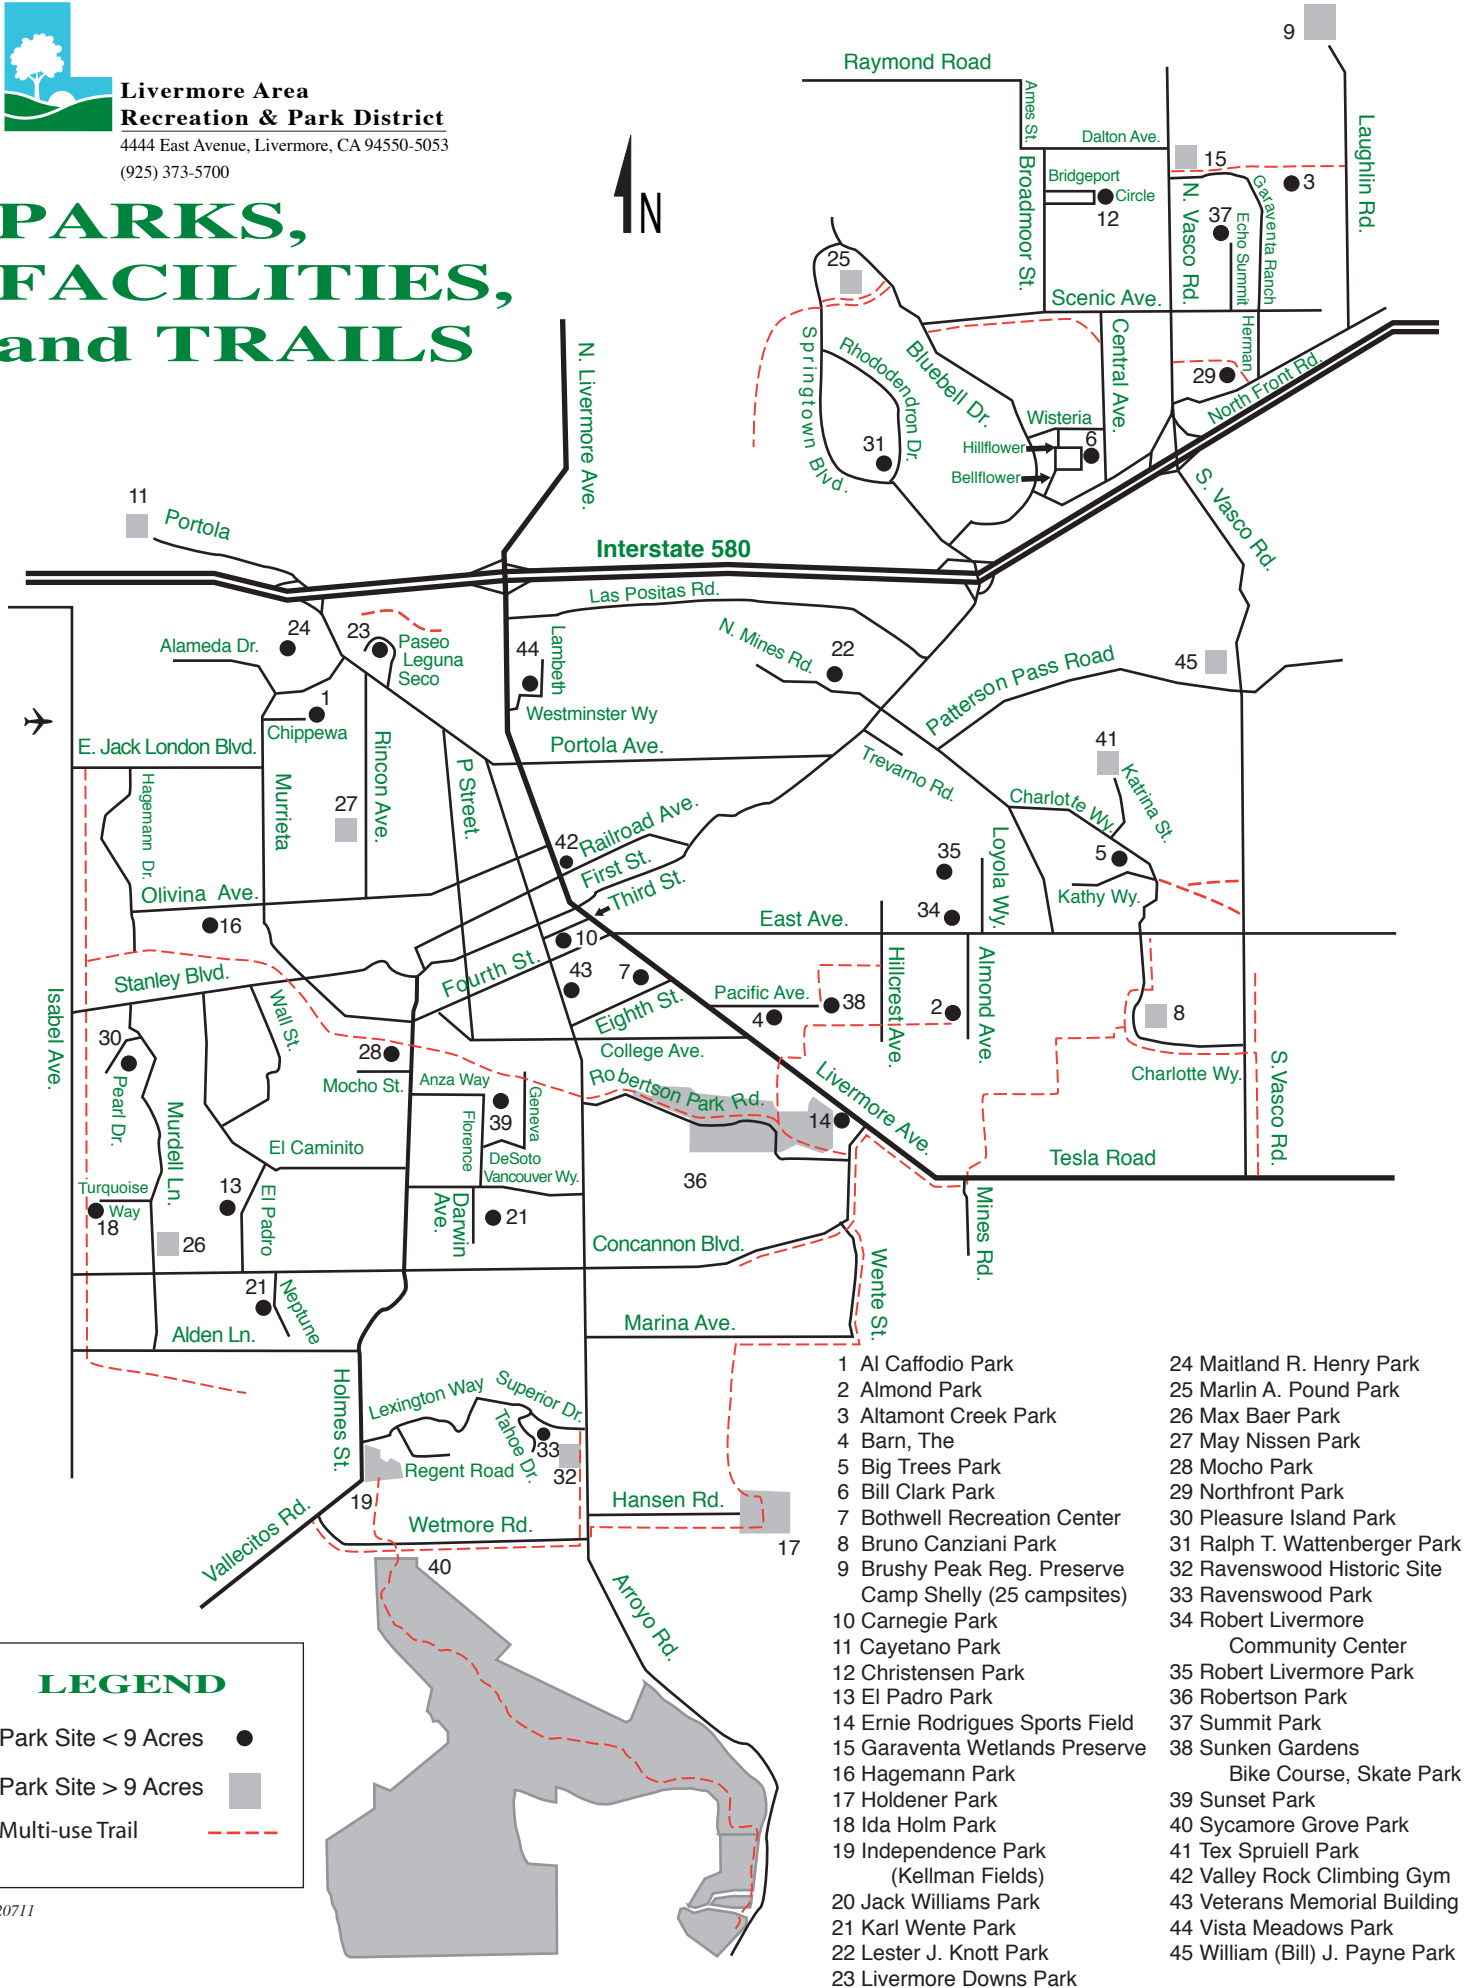 Livermore Area
Recreation & Park District
4444 East Avenue, Livermore, CA 94550-5053
(925) 373-5700
PARKS,
FACILITIES,
and TRAILS
N
9
Raymond Road
Ames St.
Dalton Ave.
Laughlin Rd.
15
Broadmoor St.
Bridgeport
Circle
12
3
N. Vasco Rd.
37
Echo Summit
Garaventa Ranch
25
Scenic Ave.
Herman
Springtown Blvd.
Rhododendron Dr.
Bluebell Dr.
Central Ave.
29
North Front Rd.
N. Livermore Ave.
Wisteria
31
Hillflower
6
Bellflower
S. Vasco Rd.
11
Portola
Interstate 580
Las Positas Rd.
24
23
Alameda Dr.
Paseo
Leguna
Seco
44
Lambeth
N. Mines Rd.
22
Patterson Pass Road
45
1
Chippewa
Westminster Wy
E. Jack London Blvd.
Portola Ave.
41
Hagemann Dr.
Murrieta
27
Rincon Ave.
P Street.
Trevarno Rd.
Katrina St.
Charlotte Wy.
Railroad Ave.
42
First St.
Third St.
35
Loyola Wy.
5
Olivina Ave.
16
Kathy Wy.
34
East Ave.
10
Stanley Blvd.
Fourth St.
43
7
Hillcrest Ave.
Almond Ave.
Isabel Ave.
Wall St.
Pacific Ave.
38
2
8
4
Eighth St.
30
28
College Ave.
Pearl Dr.
Mocho St.
Anza Way
Robertson Park Rd.
Livermore Ave.
Charlotte Wy.
S. Vasco Rd.
Murdell Ln.
39
Florence
Geneva
14
El Caminito
DeSoto
Vancouver Wy.
Tesla Road
36
Turquoise
Way
18
13
El Padro
Darwin
Ave.
21
Mines Rd.
26
Concannon Blvd.
Wente St.
21
Neptune
Alden Ln.
Marina Ave.
Holmes St.
Lexington Way
Superior Dr.
Tahoe Dr.
33
32
Regent Road
19
Hansen Rd.
17
Wetmore Rd.
Vallecitos Rd.
40
Arroyo Rd.
LEGEND
Park Site < 9 Acres
Park Site > 9 Acres
Multi-use Trail
20711
1 Al Caffodio Park
2 Almond Park
3 Altamont Creek Park
4 Barn, The
5 Big Trees Park
6 Bill Clark Park
7 Bothwell Recreation Center
8 Bruno Canziani Park
9 Brushy Peak Reg. Preserve
Camp Shelly (25 campsites)
10 Carnegie Park
11 Cayetano Park
12 Christensen Park
13 El Padro Park
14 Ernie Rodrigues Sports Field
15 Garaventa Wetlands Preserve
16 Hagemann Park
17 Holdener Park
18 Ida Holm Park
19 Independence Park
(Kellman Fields)
20 Jack Williams Park
21 Karl Wente Park
22 Lester J. Knott Park
23 Livermore Downs Park
24 Maitland R. Henry Park
25 Marlin A. Pound Park
26 Max Baer Park
27 May Nissen Park
28 Mocho Park
29 Northfront Park
30 Pleasure Island Park
31 Ralph T. Wattenberger Park
32 Ravenswood Historic Site
33 Ravenswood Park
34 Robert Livermore
Community Center
35 Robert Livermore Park
36 Robertson Park
37 Summit Park
38 Sunken Gardens
Bike Course, Skate Park
39 Sunset Park
40 Sycamore Grove Park
41 Tex Spruiell Park
42 Valley Rock Climbing Gym
43 Veterans Memorial Building
44 Vista Meadows Park
45 William (Bill) J. Payne Park